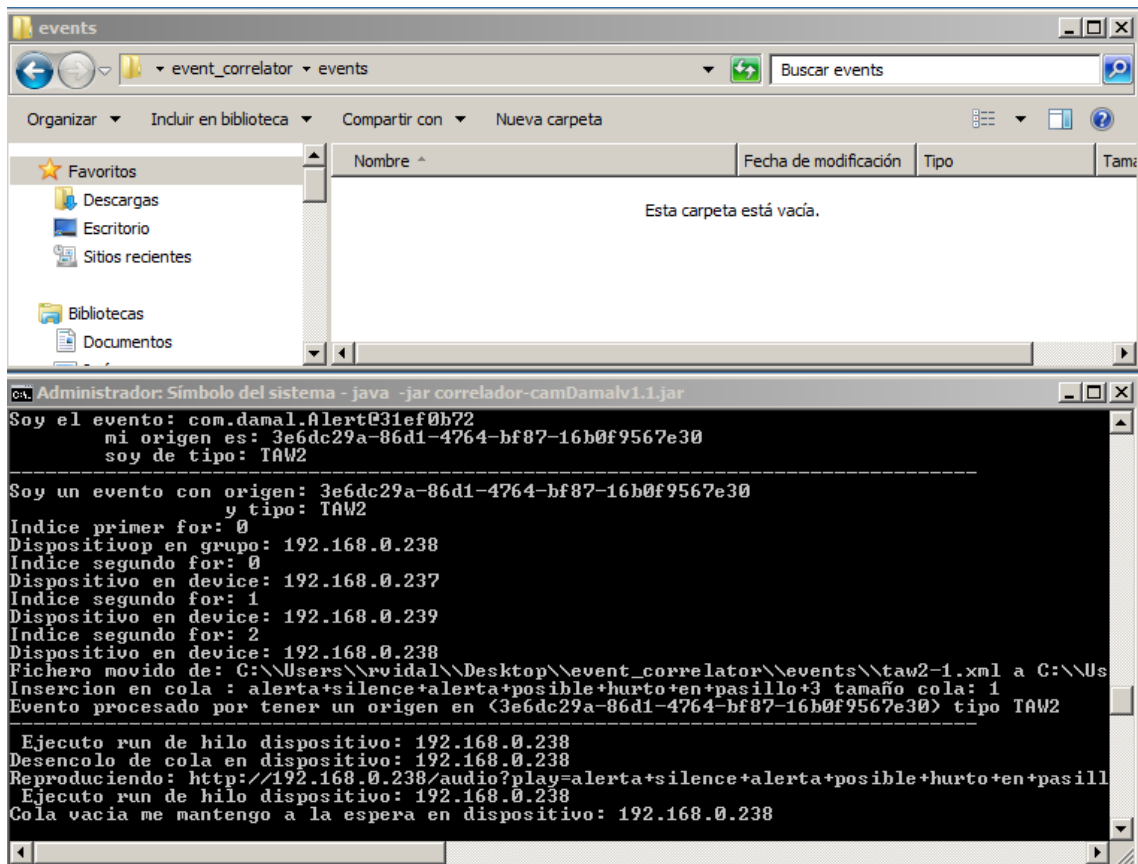 events
event_correlator events
Buscar events
Organizar Incluir en biblioteca Compartir con Nueva carpeta
Nombre Fecha de modificación Tipo
Favoritos
Descargas
Escritorio
Sitios recientes
Esta carpeta está vacía.
Bibliotecas
Documentos
Administrador: Símbolo del sistema - java -jar correlador-camDamalv1.1.jar
Soy el evento: com.damal.Alert@31ef0b72
mi origen es: 3e6dc29a-86d1-4764-bf87-16b0f9567e30
soy de tipo: TAW2
Soy un evento con origen: 3e6dc29a-86d1-4764-bf87-16b0f9567e30
y tipo: TAW2
Indice primer for: 0
Dispositivop en grupo: 192.168.0.238
Indice segundo for: 0
Dispositivo en device: 192.168.0.237
Indice segundo for: 1
Dispositivo en device: 192.168.0.239
Indice segundo for: 2
Dispositivo en device: 192.168.0.238
Fichero movido de: C:\\Users\\rvidal\\Desktop\\event_correlator\\events\\taw2-1.xml a C:\\Us
Insercion en cola : alerta+silence+alerta+posible+hurto+en+pasillo+3 tamaño cola: 1
Evento procesado por tener un origen en (3e6dc29a-86d1-4764-bf87-16b0f9567e30) tipo TAW2
Ejecuto run de hilo dispositivo: 192.168.0.238
Desencolo de cola en dispositivo: 192.168.0.238
Reproduciendo: http://192.168.0.238/audio?play=alerta+silence+alerta+posible+hurto+en+pasill
Ejecuto run de hilo dispositivo: 192.168.0.238
Cola vacia me mantengo a la espera en dispositivo: 192.168.0.238